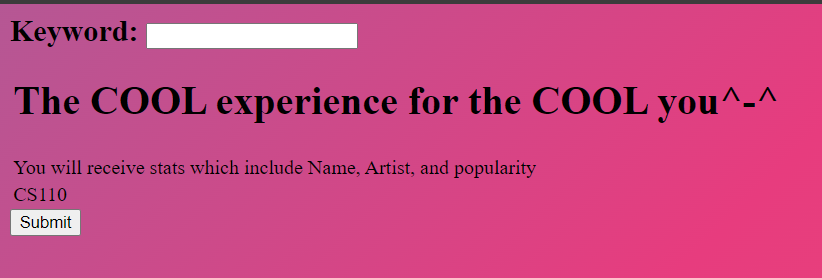 Keyword:
The COOL experience for the COOL you^-^
You will receive stats which include Name, Artist, and popularity
CS110
Submit